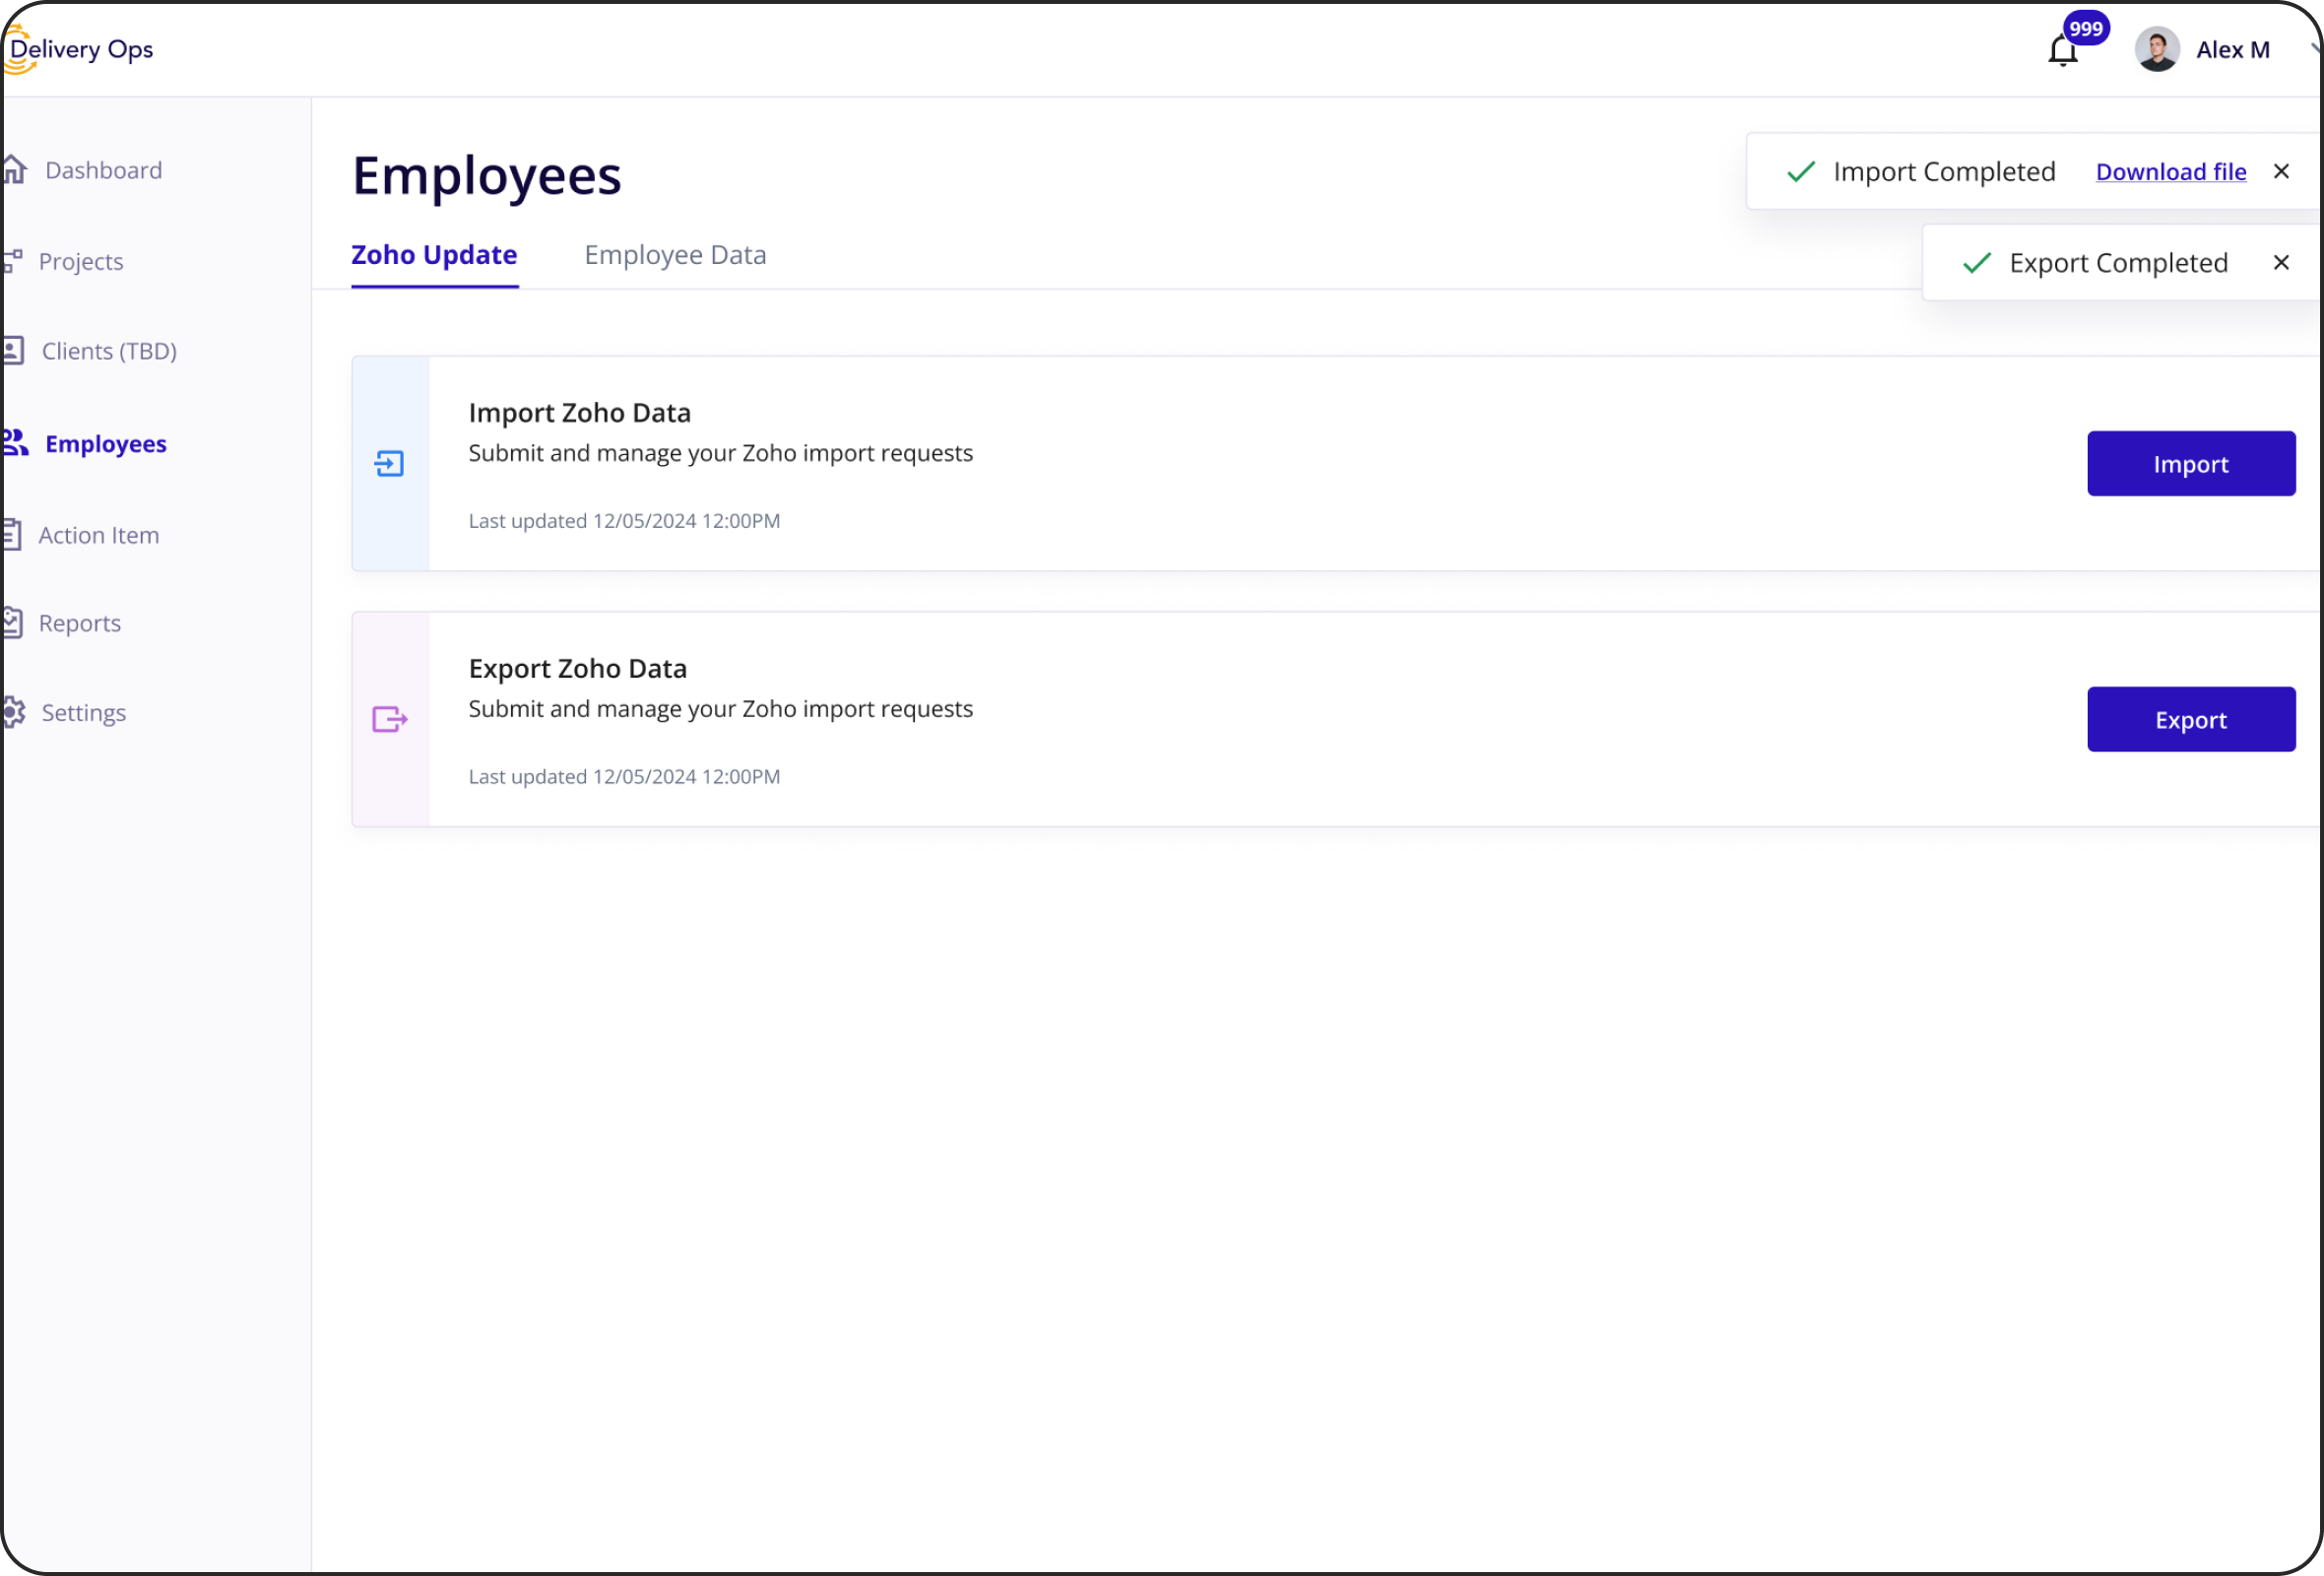 Delivery Ops
999
Alex M
Dashboard
Projects
Clients (TBD)
Employees
Action Item
Reports
Settings
Employees
Import Completed Download file
Zoho Update Employee Data
Export Completed
Import Zoho Data
Submit and manage your Zoho import requests
Last updated 12/05/2024 12:00PM
Import
Export Zoho Data
Submit and manage your Zoho import requests
Last updated 12/05/2024 12:00PM
Export